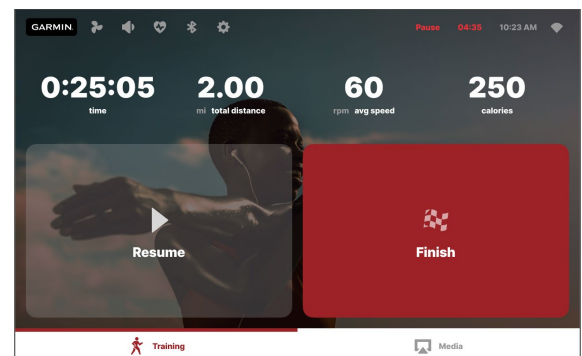 GARMIN. Pause 04:35 10:23 AM
0:25:05 2.00 60 250
time mi total distance rpm avg speed calories
Resume Finish
Training Media